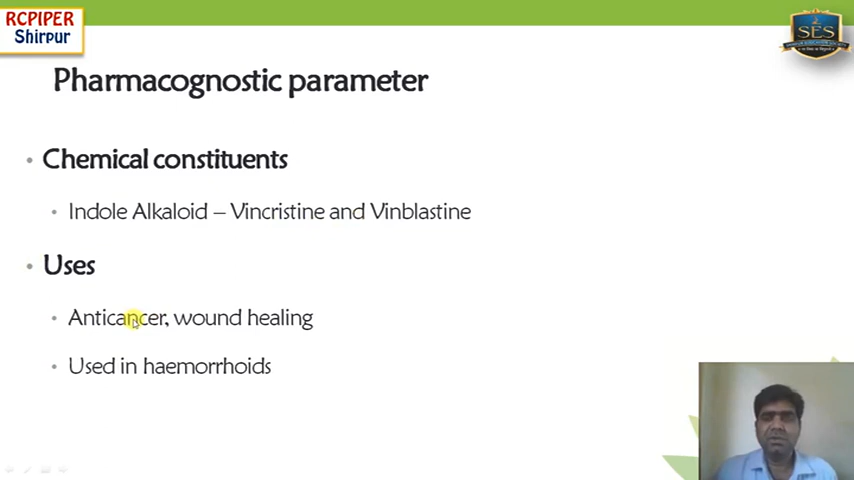 RCPIPER
Shirpur
SES
Pharmacognostic parameter
• Chemical constituents
• Indole Alkaloid – Vincristine and Vinblastine
• Uses
• Anticancer, wound healing
• Used in haemorrhoids